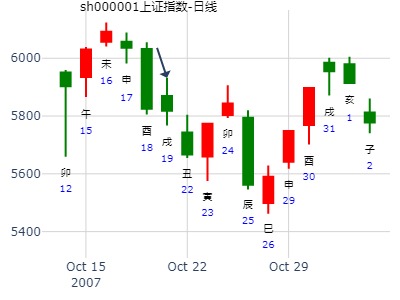 sh000001上证指数-日线
6000
5800
5600
5400
卯
12
午
15
未
16
申
17
酉
18
戌
19
丑
22
寅
23
卯
24
辰
25
巳
26
申
29
酉
30
戌
31
亥
1
子
2
Oct 15
2007
Oct 22
Oct 29